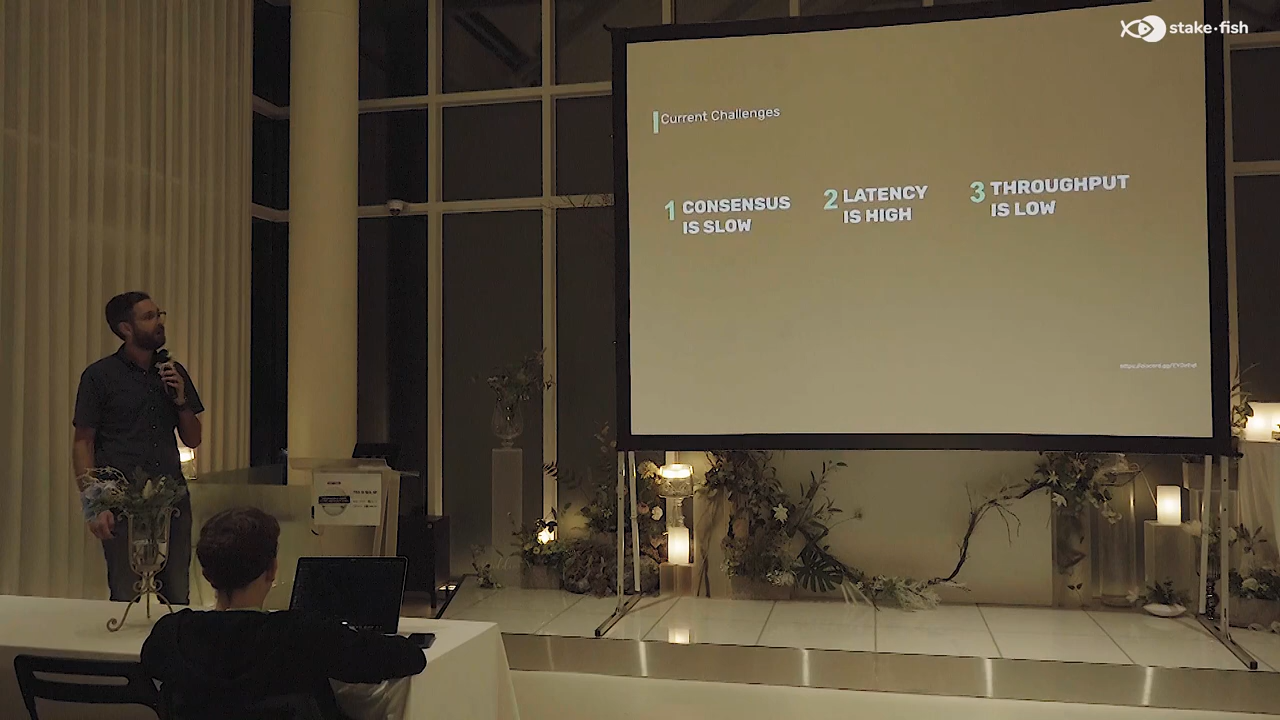 stake·fish
Current Challenges
1 CONSENSUS
IS SLOW
2 LATENCY
IS HIGH
3 THROUGHPUT
IS LOW